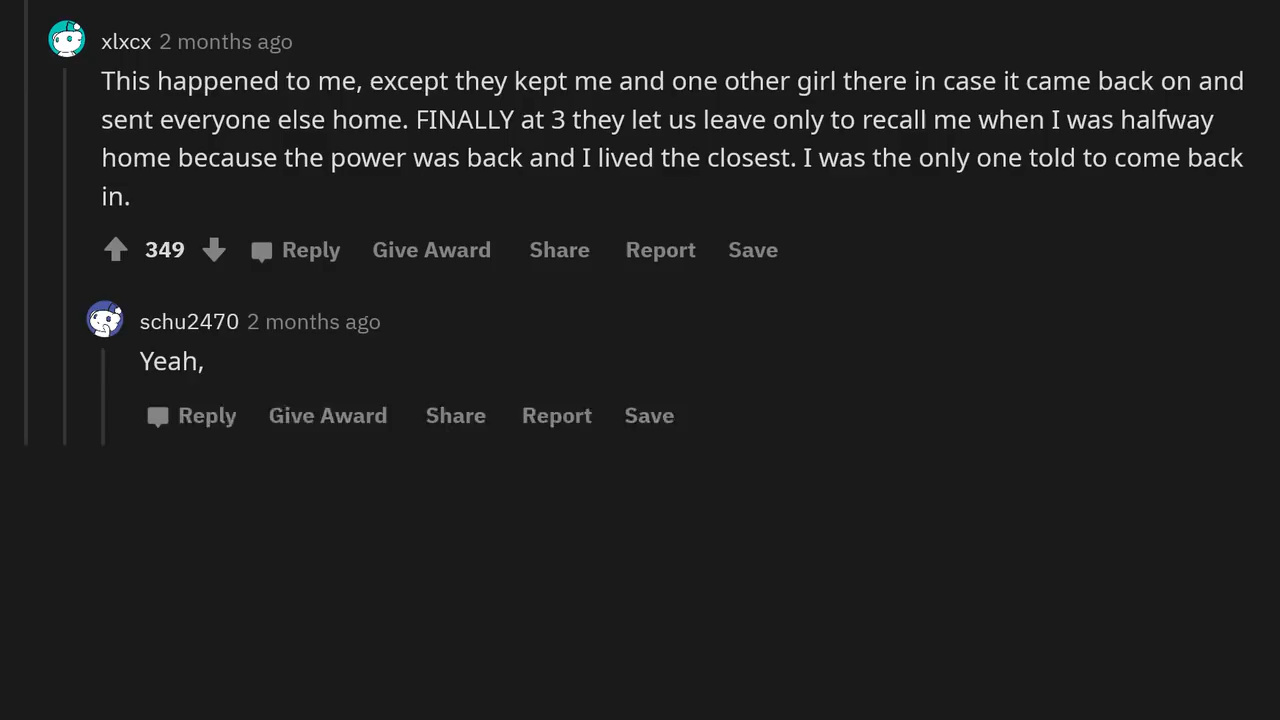 xlxcx 2 months ago
This happened to me, except they kept me and one other girl there in case it came back on and
sent everyone else home. FINALLY at 3 they let us leave only to recall me when I was halfway
home because the power was back and I lived the closest. I was the only one told to come back
in.
349 Reply Give Award Share Report Save
schu2470 2 months ago
Yeah,
Reply Give Award Share Report Save